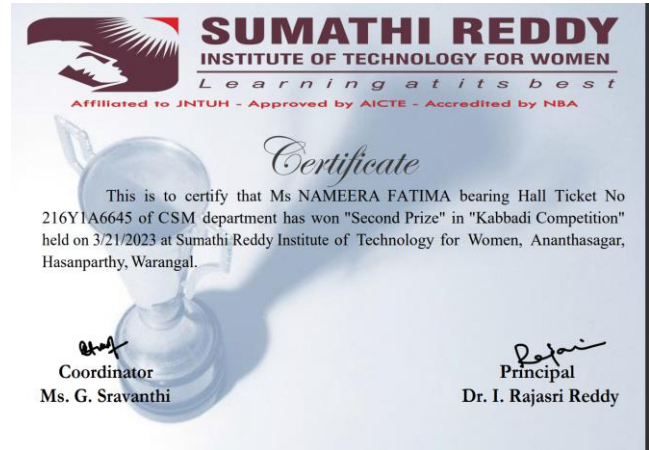 SUMATHI REDDY
INSTITUTE OF TECHNOLOGY FOR WOMEN
Learning at its best
Affiliated to JNTUH - Approved by AICTE - Accredited by NBA
Certificate
This is to certify that Ms NAMEERA FATIMA bearing Hall Ticket No
216Y1A6645 of CSM department has won "Second Prize" in "Kabbadi Competition"
held on 3/21/2023 at Sumathi Reddy Institute of Technology for Women, Ananthasagar,
Hasanparthy, Warangal.
Coordinator
Ms. G. Sravanthi
Rajasri
Principal
Dr. I. Rajasri Reddy